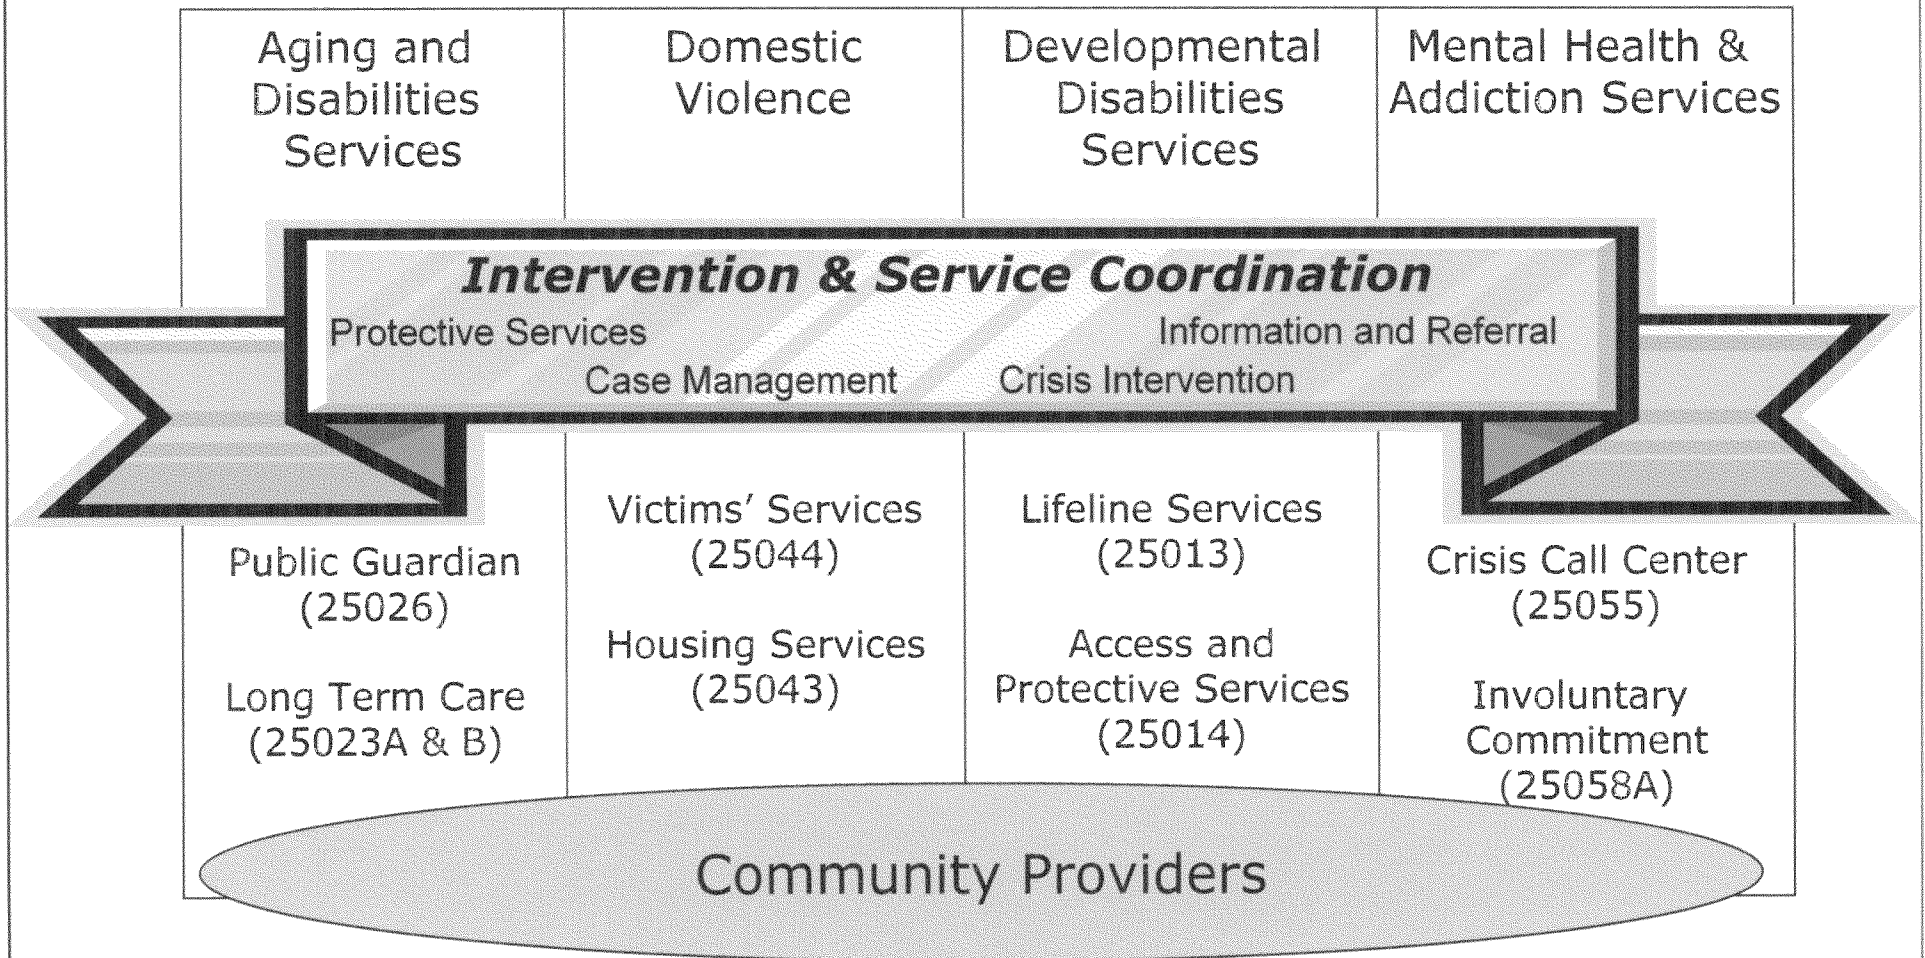 Aging and
Disabilities
Services
Domestic
Violence
Developmental
Disabilities
Services
Mental Health &
Addiction Services
Intervention & Service Coordination
Protective Services
Information and Referral
Case Management
Crisis Intervention
Public Guardian
(25026)
Long Term Care
(25023A & B)
Victims’ Services
(25044)
Housing Services
(25043)
Lifeline Services
(25013)
Access and
Protective Services
(25014)
Crisis Call Center
(25055)
Involuntary
Commitment
(25058A)
Community Providers